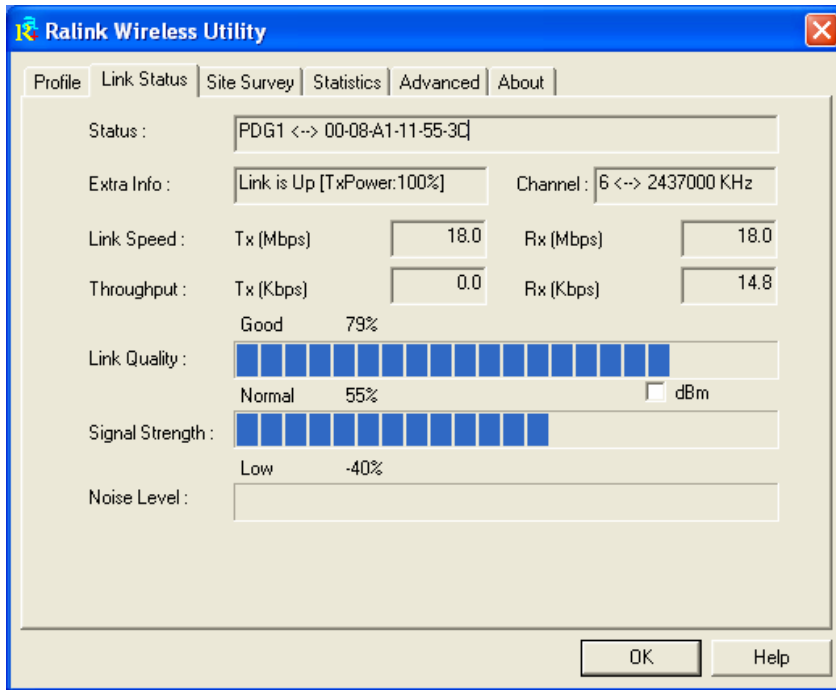 Ralink Wireless Utility
Profile Link Status Site Survey Statistics Advanced About
Status : PDG1 <--> 00-08-A1-11-55-3C
Extra Info : Link is Up [TxPower:100%] Channel : 6 <--> 2437000 KHz
Link Speed : Tx (Mbps) 18.0 Rx (Mbps) 18.0
Throughput : Tx (Kbps) 0.0 Rx (Kbps) 14.8
Good 79%
Link Quality :
Normal 55% dBm
Signal Strength :
Low -40%
Noise Level :
OK Help